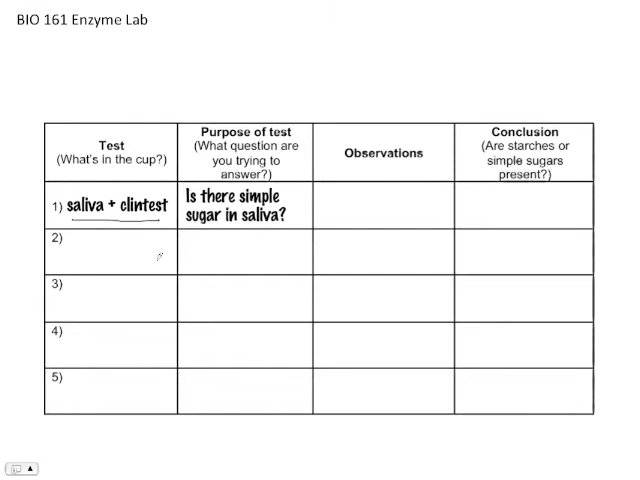 BIO 161 Enzyme Lab
Test
(What's in the cup?)
Purpose of test
(What question are
you trying to
answer?)
Observations
Conclusion
(Are starches or
simple sugars
present?)
1) saliva + clintest
Is there simple
sugar in saliva?
2)
3)
4)
5)